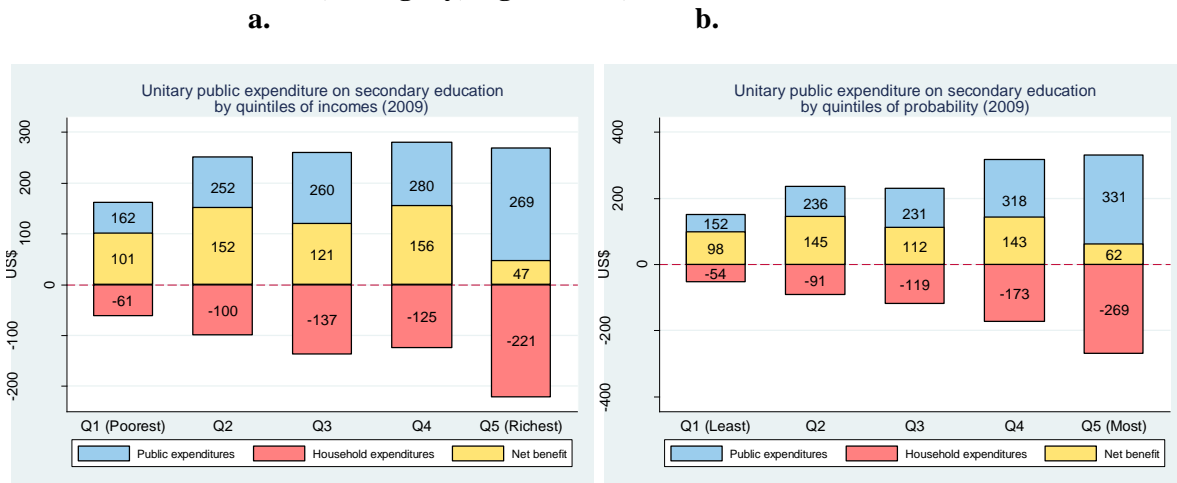 a.
b.
Unitary public expenditure on secondary education
by quintiles of incomes (2009)
US$
300
200
100
0
-100
-200
162
101
-61
252
152
-100
260
121
-137
280
156
-125
269
47
-221
Q1 (Poorest)
Q2
Q3
Q4
Q5 (Richest)
Public expenditures
Household expenditures
Net benefit
Unitary public expenditure on secondary education
by quintiles of probability (2009)
US$
400
200
0
-200
-400
152
98
-54
236
145
-91
231
112
-119
318
143
-173
331
62
-269
Q1 (Least)
Q2
Q3
Q4
Q5 (Most)
Public expenditures
Household expenditures
Net benefit